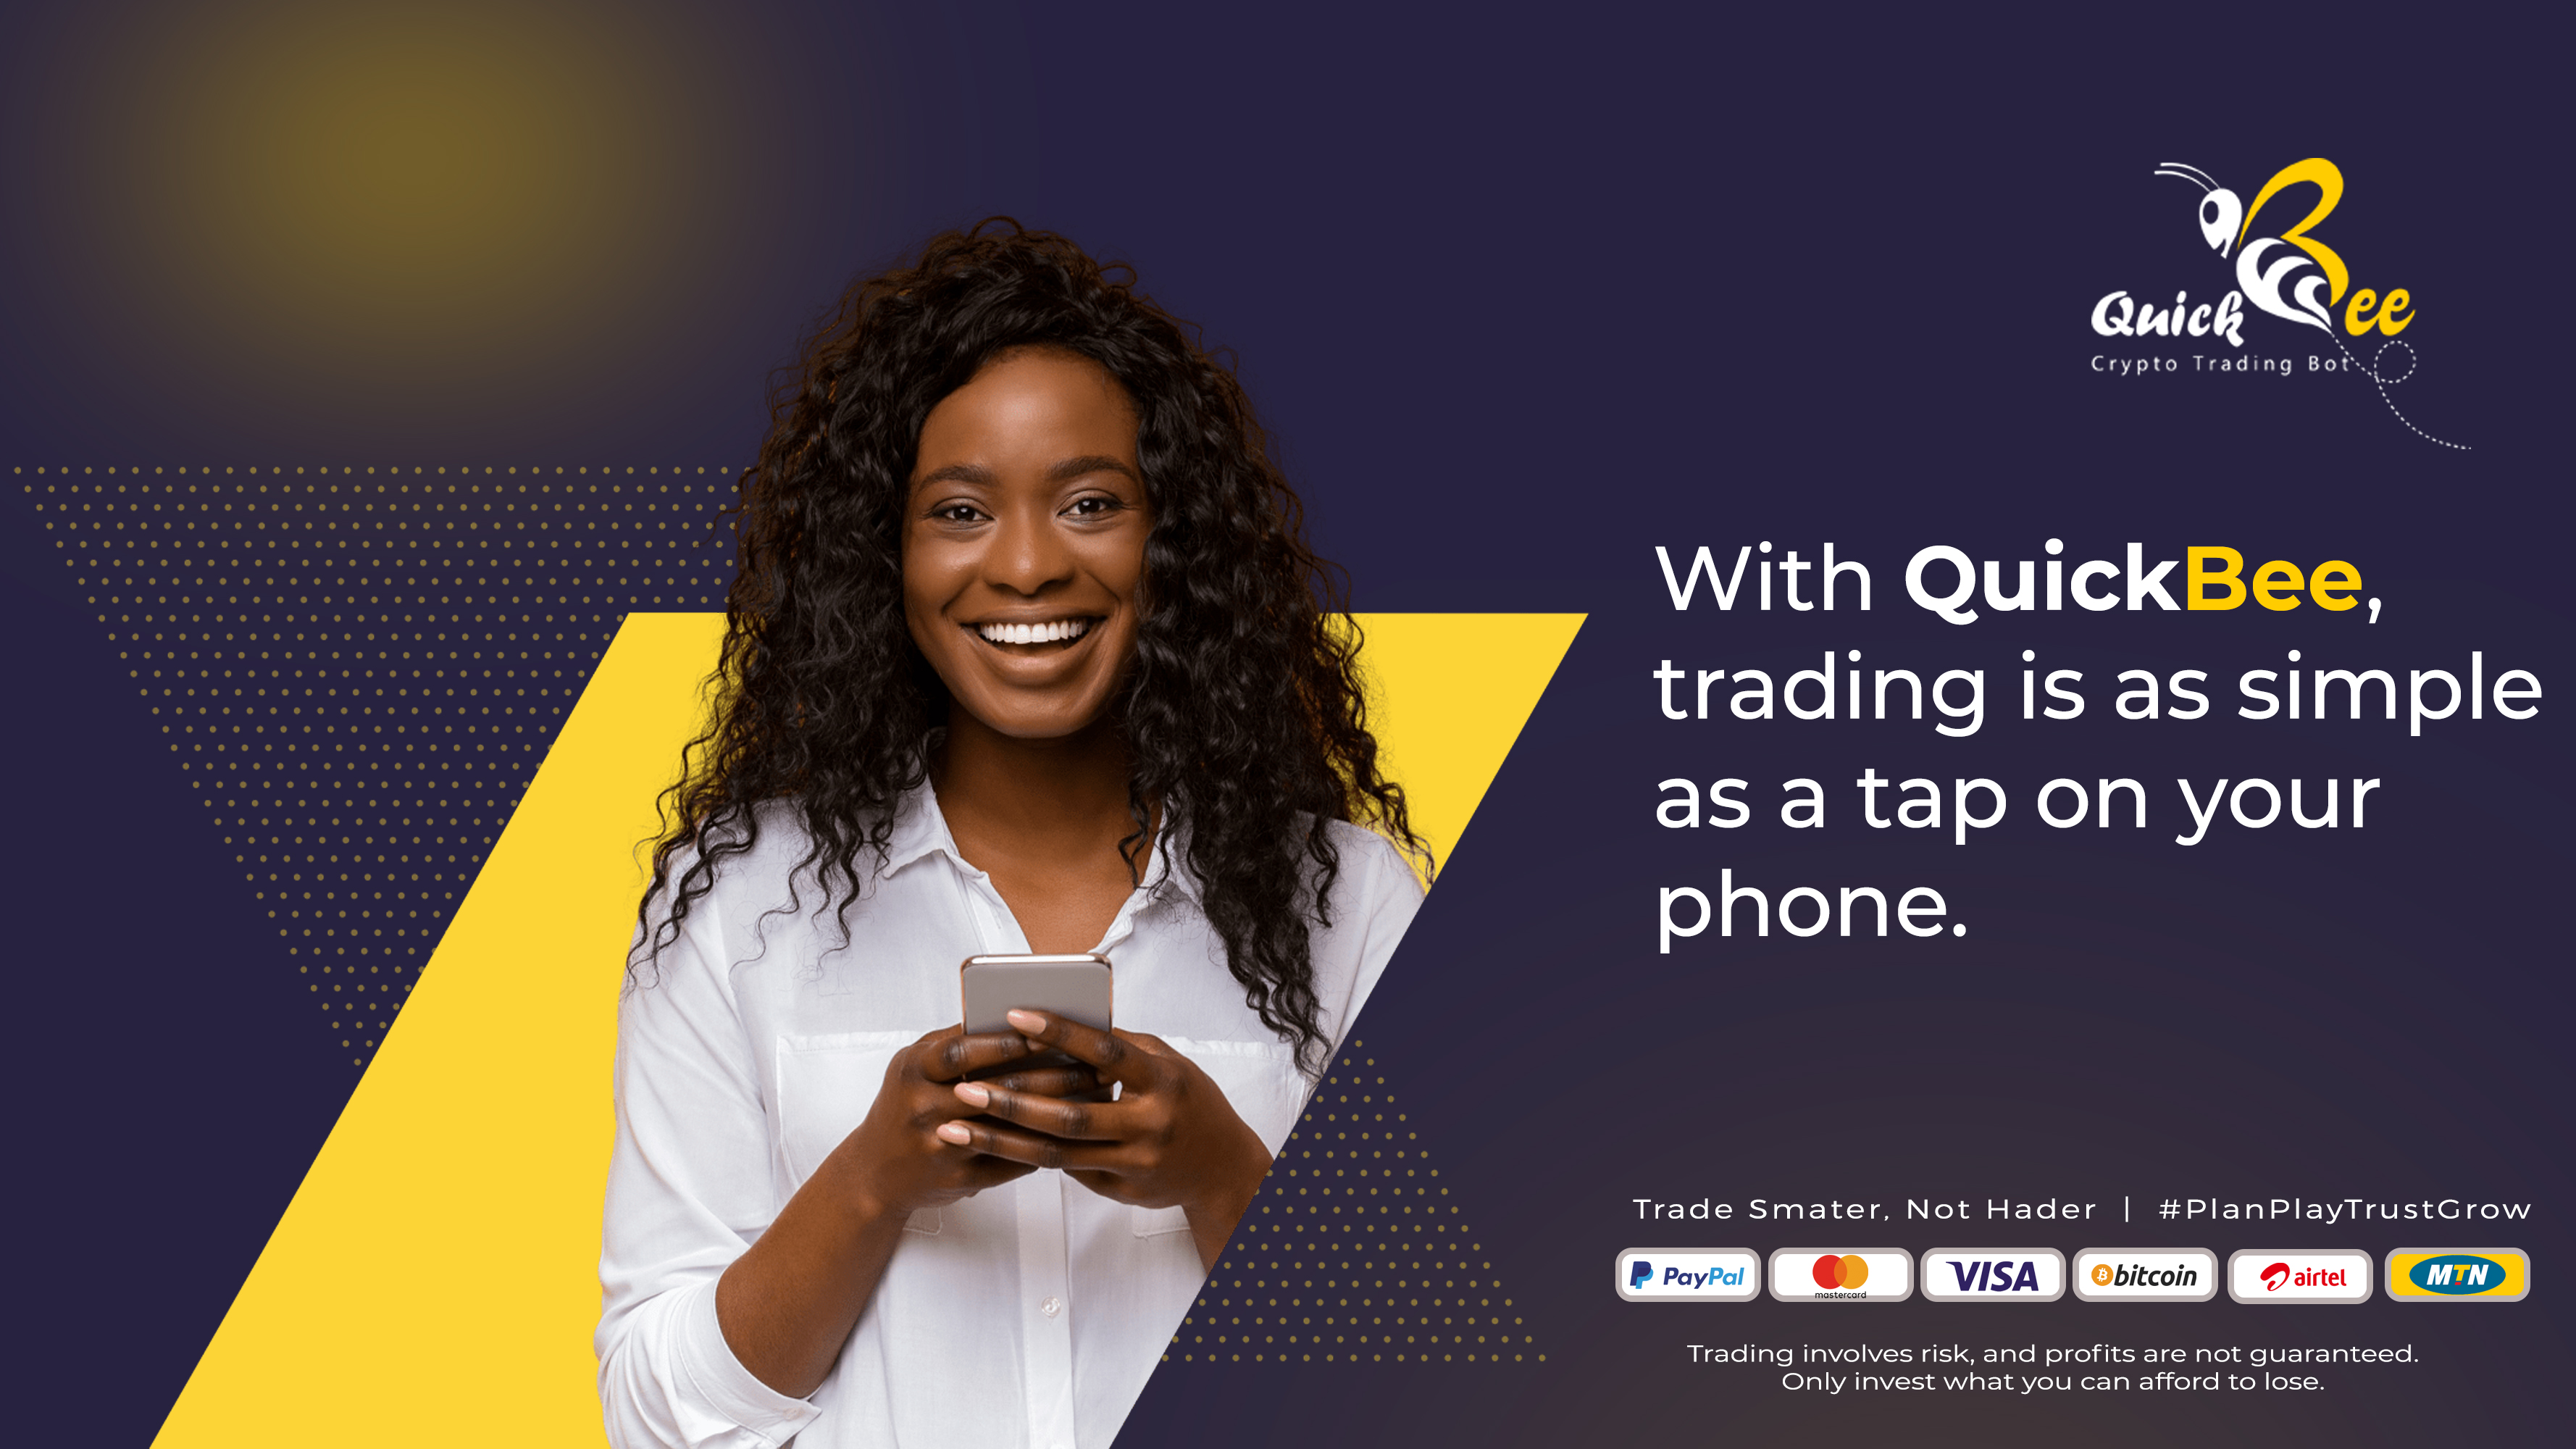 QuickBee
Crypto Trading Bot
With QuickBee,
trading is as simple
as a tap on your
phone.
Trade Smater, Not Hader | #PlanPlayTrustGrow
PayPal mastercard VISA bitcoin airtel MTN
Trading involves risk, and profits are not guaranteed.
Only invest what you can afford to lose.